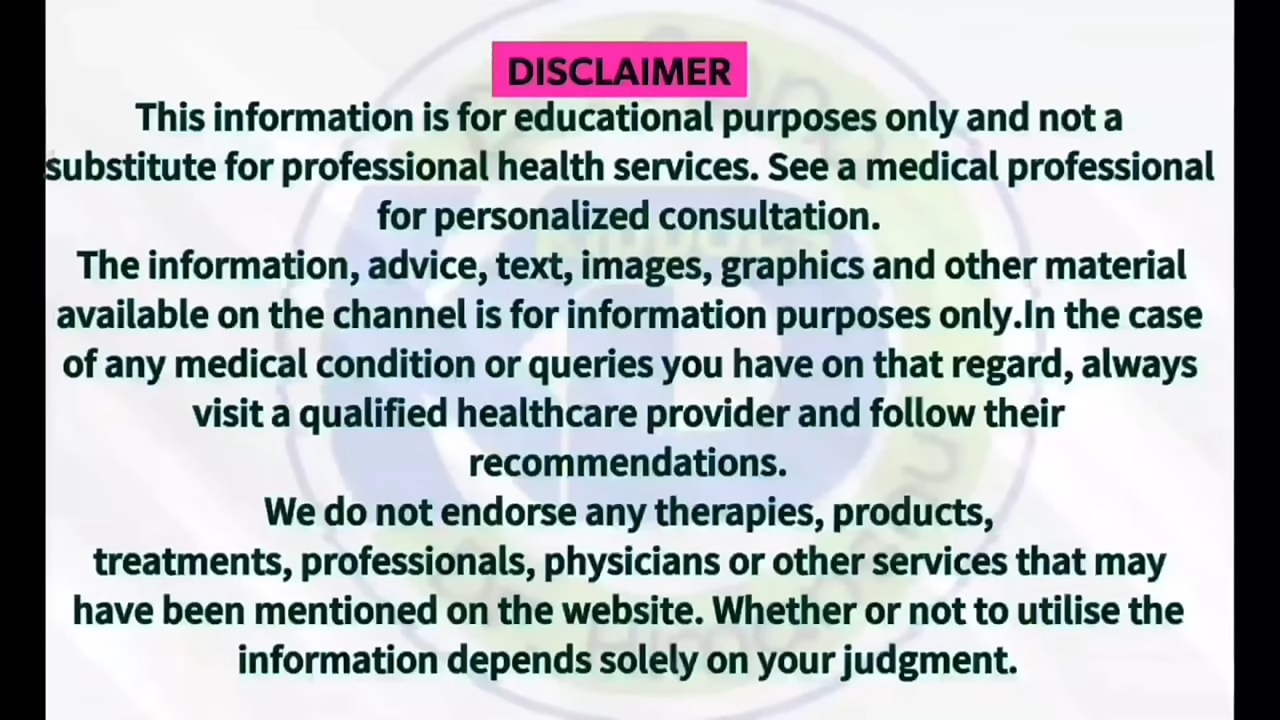 DISCLAIMER
This information is for educational purposes only and not a
substitute for professional health services. See a medical professional
for personalized consultation.
The information, advice, text, images, graphics and other material
available on the channel is for information purposes only.In the case
of any medical condition or queries you have on that regard, always
visit a qualified healthcare provider and follow their
recommendations.
We do not endorse any therapies, products,
treatments, professionals, physicians or other services that may
have been mentioned on the website. Whether or not to utilise the
information depends solely on your judgment.